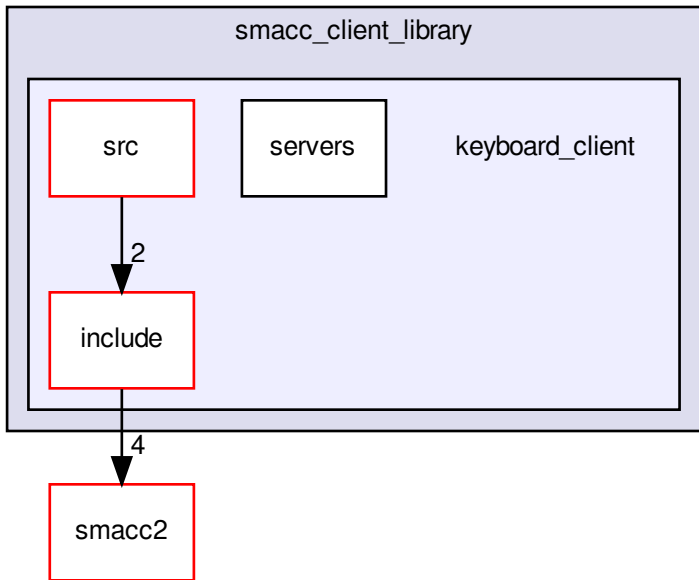 smacc_client_library
src
servers
keyboard_client
2
include
4
smacc2